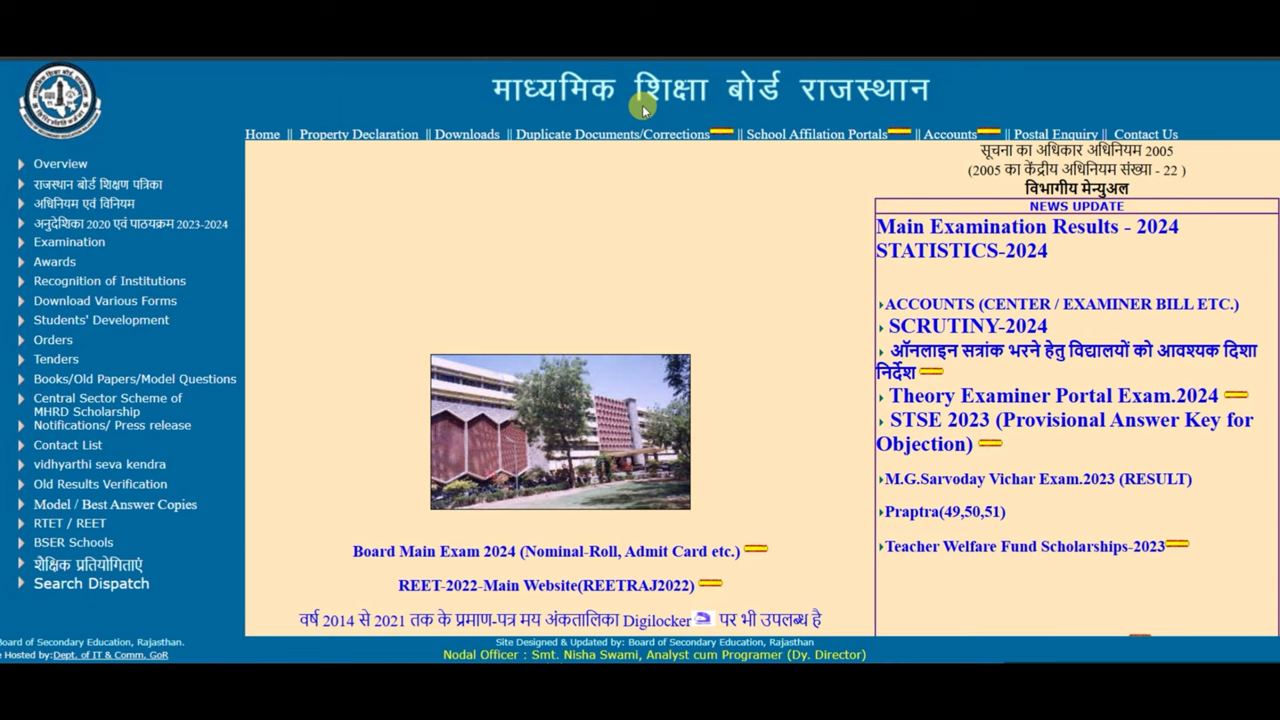 माध्यमिक शिक्षा बोर्ड राजस्थान
Home || Property Declaration || Downloads || Duplicate Documents/Corrections || School Affilation Portals || Accounts || Postal Enquiry || Contact Us
Overview
राजस्थान बोर्ड शिक्षण पत्रिका
अधिनियम एवं विनियम
अनुदेशिका 2020 एवं पाठयक्रम 2023-2024
Examination
Awards
Recognition of Institutions
Download Various Forms
Students' Development
Orders
Tenders
Books/Old Papers/Model Questions
Central Sector Scheme of
MHRD Scholarship
Notifications/ Press release
Contact List
vidhyarthi seva kendra
Old Results Verification
Model / Best Answer Copies
RTET / REET
BSER Schools
शैक्षिक प्रतियोगिताएं
Search Dispatch
Board Main Exam 2024 (Nominal-Roll, Admit Card etc.)
REET-2022-Main Website(REETRAJ2022)
वर्ष 2014 से 2021 तक के प्रमाण-पत्र मय अंकतालिका Digilocker पर भी उपलब्ध है
सूचना का अधिकार अधिनियम 2005
(2005 का केंद्रीय अधिनियम संख्या - 22 )
विभागीय मेन्युअल
NEWS UPDATE
Main Examination Results - 2024
STATISTICS-2024
ACCOUNTS (CENTER / EXAMINER BILL ETC.)
SCRUTINY-2024
ऑनलाइन सत्रांक भरने हेतु विद्यालयों को आवश्यक दिशा
निर्देश
Theory Examiner Portal Exam.2024
STSE 2023 (Provisional Answer Key for
Objection)
M.G.Sarvoday Vichar Exam.2023 (RESULT)
Praptra(49,50,51)
Teacher Welfare Fund Scholarships-2023
oard of Secondary Education, Rajasthan.
e Hosted by:Dept. of IT & Comm, GoR
Site Designed & Updated by: Board of Secondary Education, Rajasthan
Nodal Officer : Smt. Nisha Swami, Analyst cum Programer (Dy. Director)